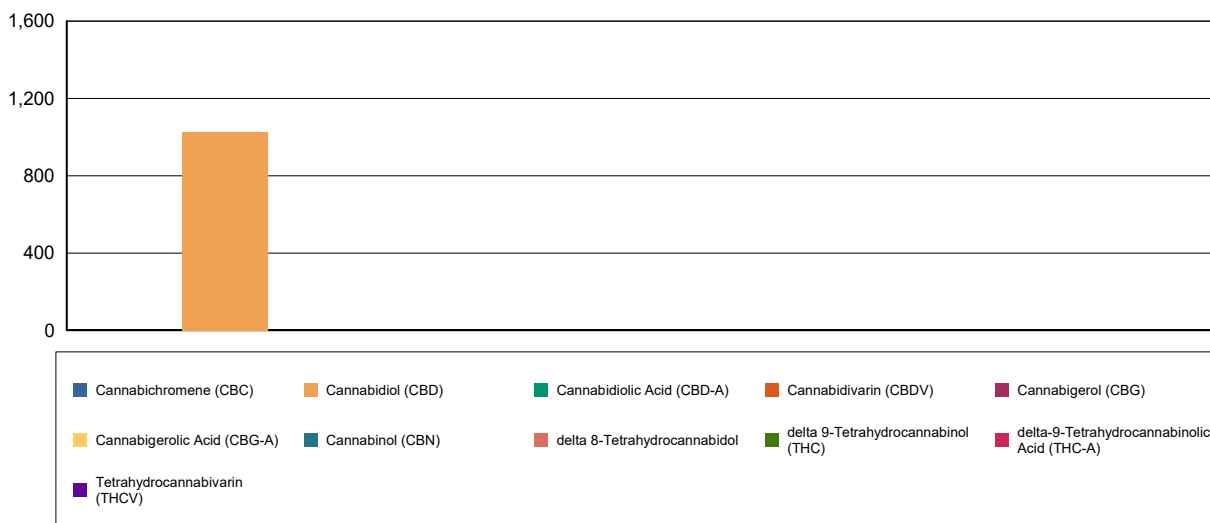 1,600
1,200
800
400
0
Cannabichromene (CBC)
Cannabidiol (CBD)
Cannabidiolic Acid (CBD-A)
Cannabidivarin (CBDV)
Cannabigerol (CBG)
Cannabigerolic Acid (CBG-A)
Cannabinol (CBN)
delta 8-Tetrahydrocannabidol
delta 9-Tetrahydrocannabinol
(THC)
delta-9-Tetrahydrocannabinolic
Acid (THC-A)
Tetrahydrocannabivarin
(THCV)